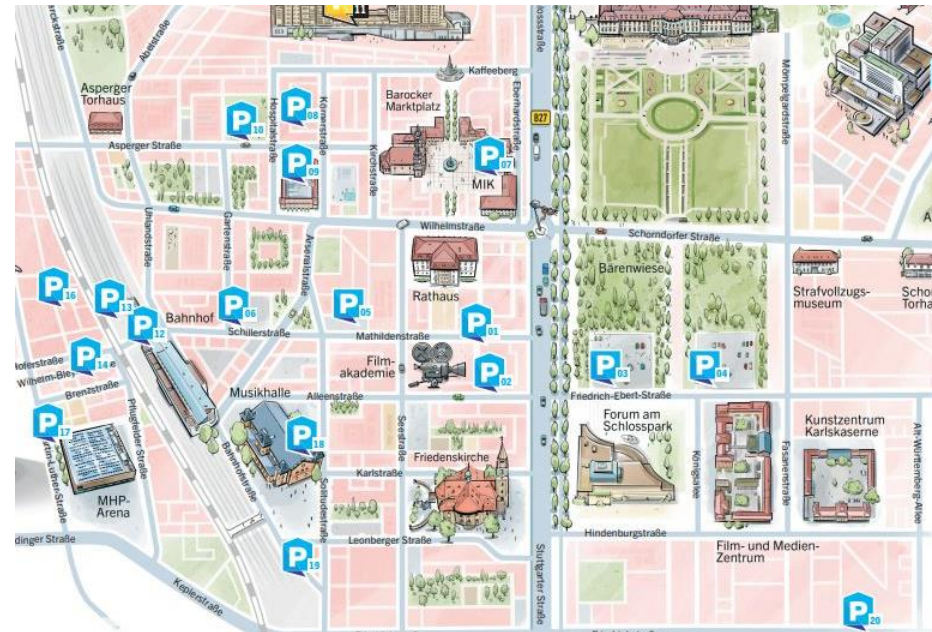 Abelstraße
Schlossstraße
Kaffeeberg
Asperger
Torhaus
Barocker
Marktplatz
Eberhardstraße
Mömpelgardstraße
B27
P 10
P 08
Hospitalstraße
Körnerstraße
Asperger Straße
Kirchstraße
P 07
P 09
MIK
Wilhelmstraße
Schorndorfer Straße
Uhlandstraße
Gartenstraße
Arsenalstraße
Bärenwiese
Strafvollzugs-
museum
Rathaus
P 16
P 13
P 12
Bahnhof
P 06
P 05
P 01
Schillerstraße
Mathildenstraße
P 14
Brenzstraße
Film-
akademie
P 02
P 03
P 04
Musikhalle
Alleenstraße
Friedrich-Ebert-Straße
P 17
Pflugfelder Straße
Forum am
Schlosspark
Kunstzentrum
Karlskaserne
P 18
Seestraße
Friedenskirche
Königsallee
Fasanenstraße
Alt-Württemberg-Allee
Bahnhofstraße
Karlstraße
MHP-
Arena
Solitudestraße
Leonberger Straße
Hindenburgstraße
Film- und Medien-
Zentrum
P 19
Stuttgarter Straße
Keplerstraße
P 20